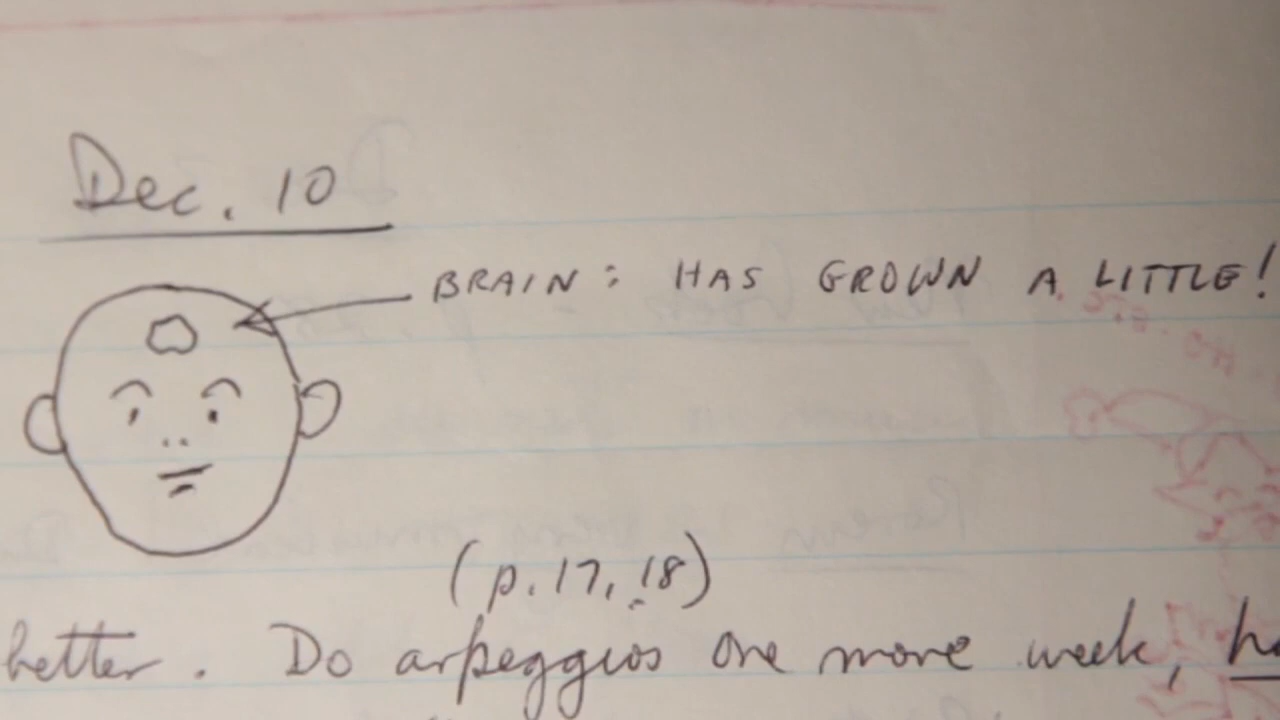 Dec. 10
BRAIN: HAS GROWN A LITTLE!
(p. 17, 18)
better. Do arpeggios one more week,